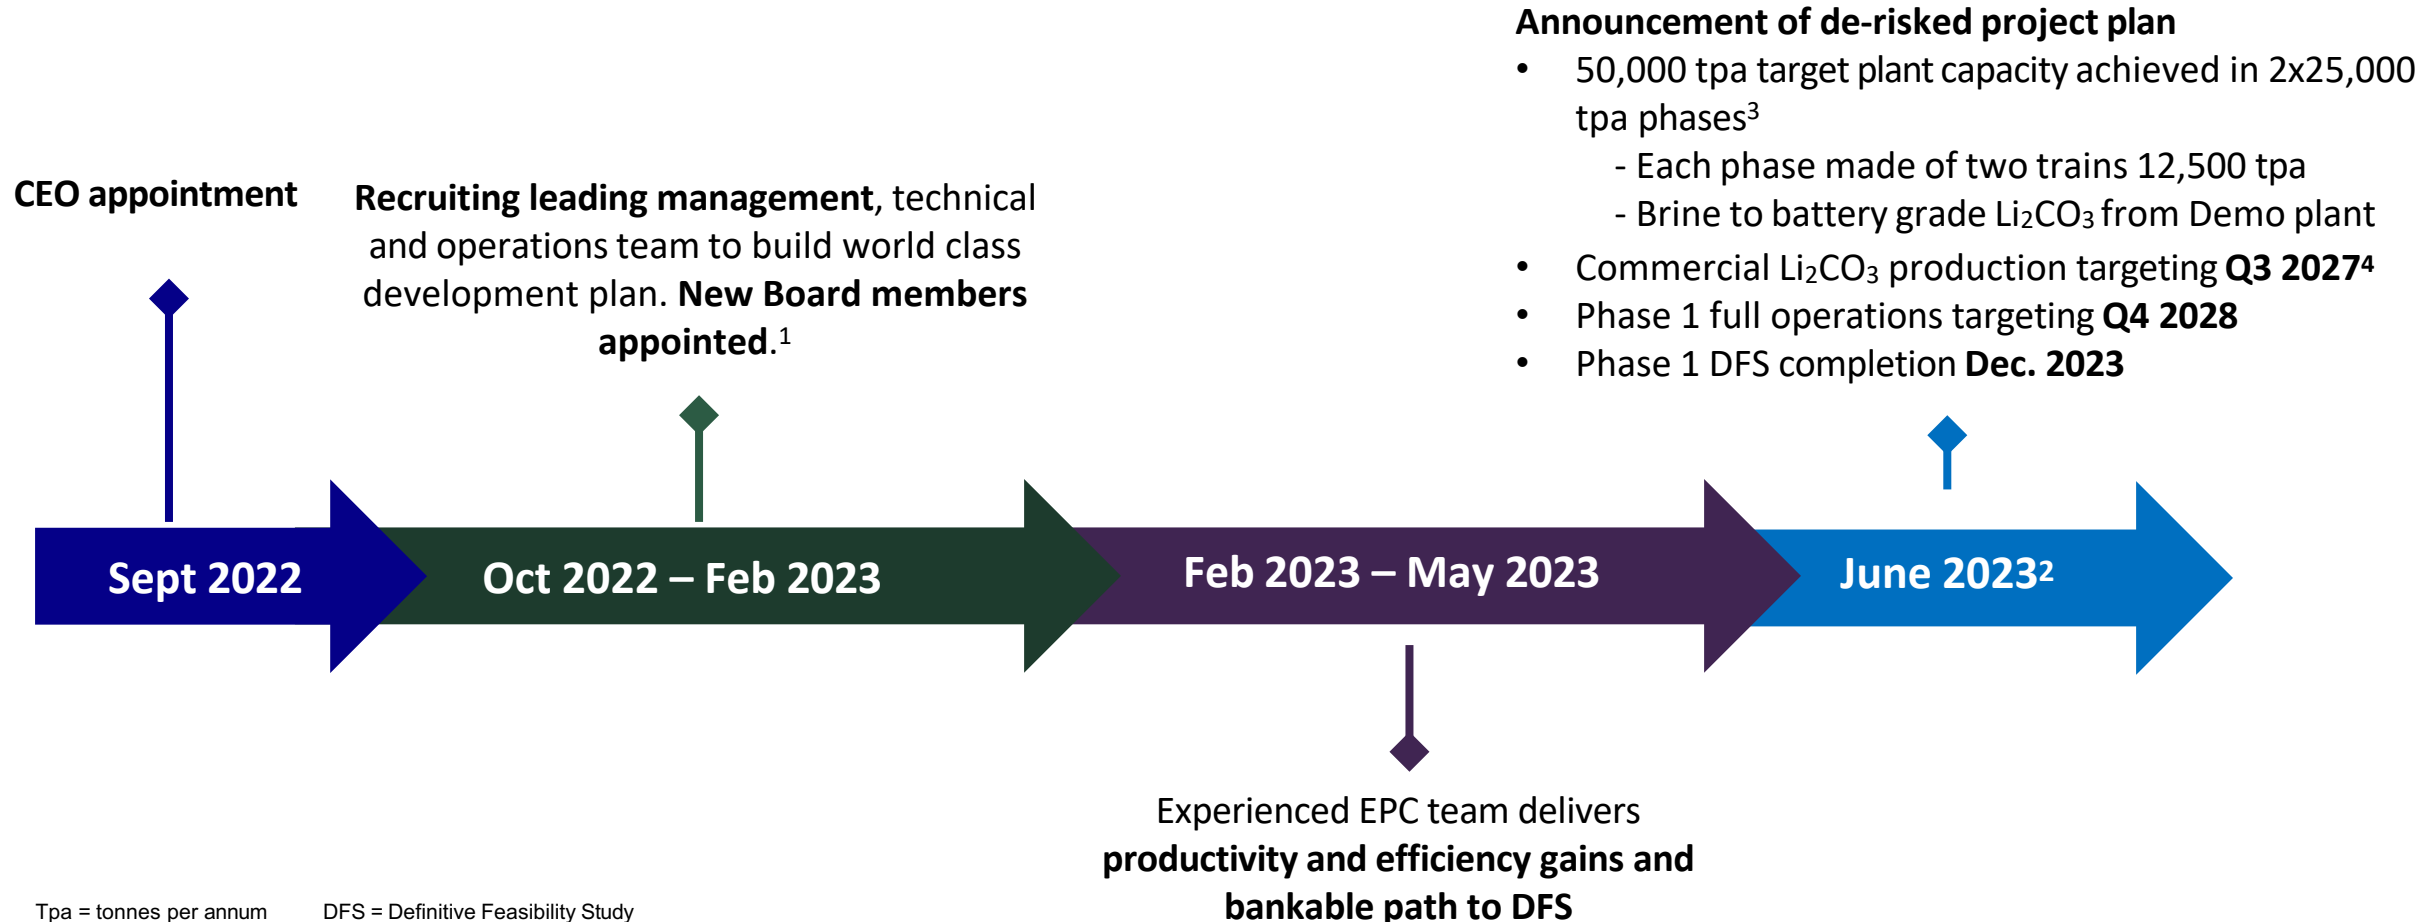 Announcement of de-risked project plan
• 50,000 tpa target plant capacity achieved in 2x25,000
tpa phases³
- Each phase made of two trains 12,500 tpa
- Brine to battery grade Li₂CO₃ from Demo plant
• Commercial Li₂CO₃ production targeting Q3 2027⁴
• Phase 1 full operations targeting Q4 2028
• Phase 1 DFS completion Dec. 2023
CEO appointment
Recruiting leading management, technical
and operations team to build world class
development plan. New Board members
appointed.¹
Sept 2022
Oct 2022 – Feb 2023
Feb 2023 – May 2023
June 2023²
Experienced EPC team delivers
productivity and efficiency gains and
bankable path to DFS
Tpa = tonnes per annum DFS = Definitive Feasibility Study